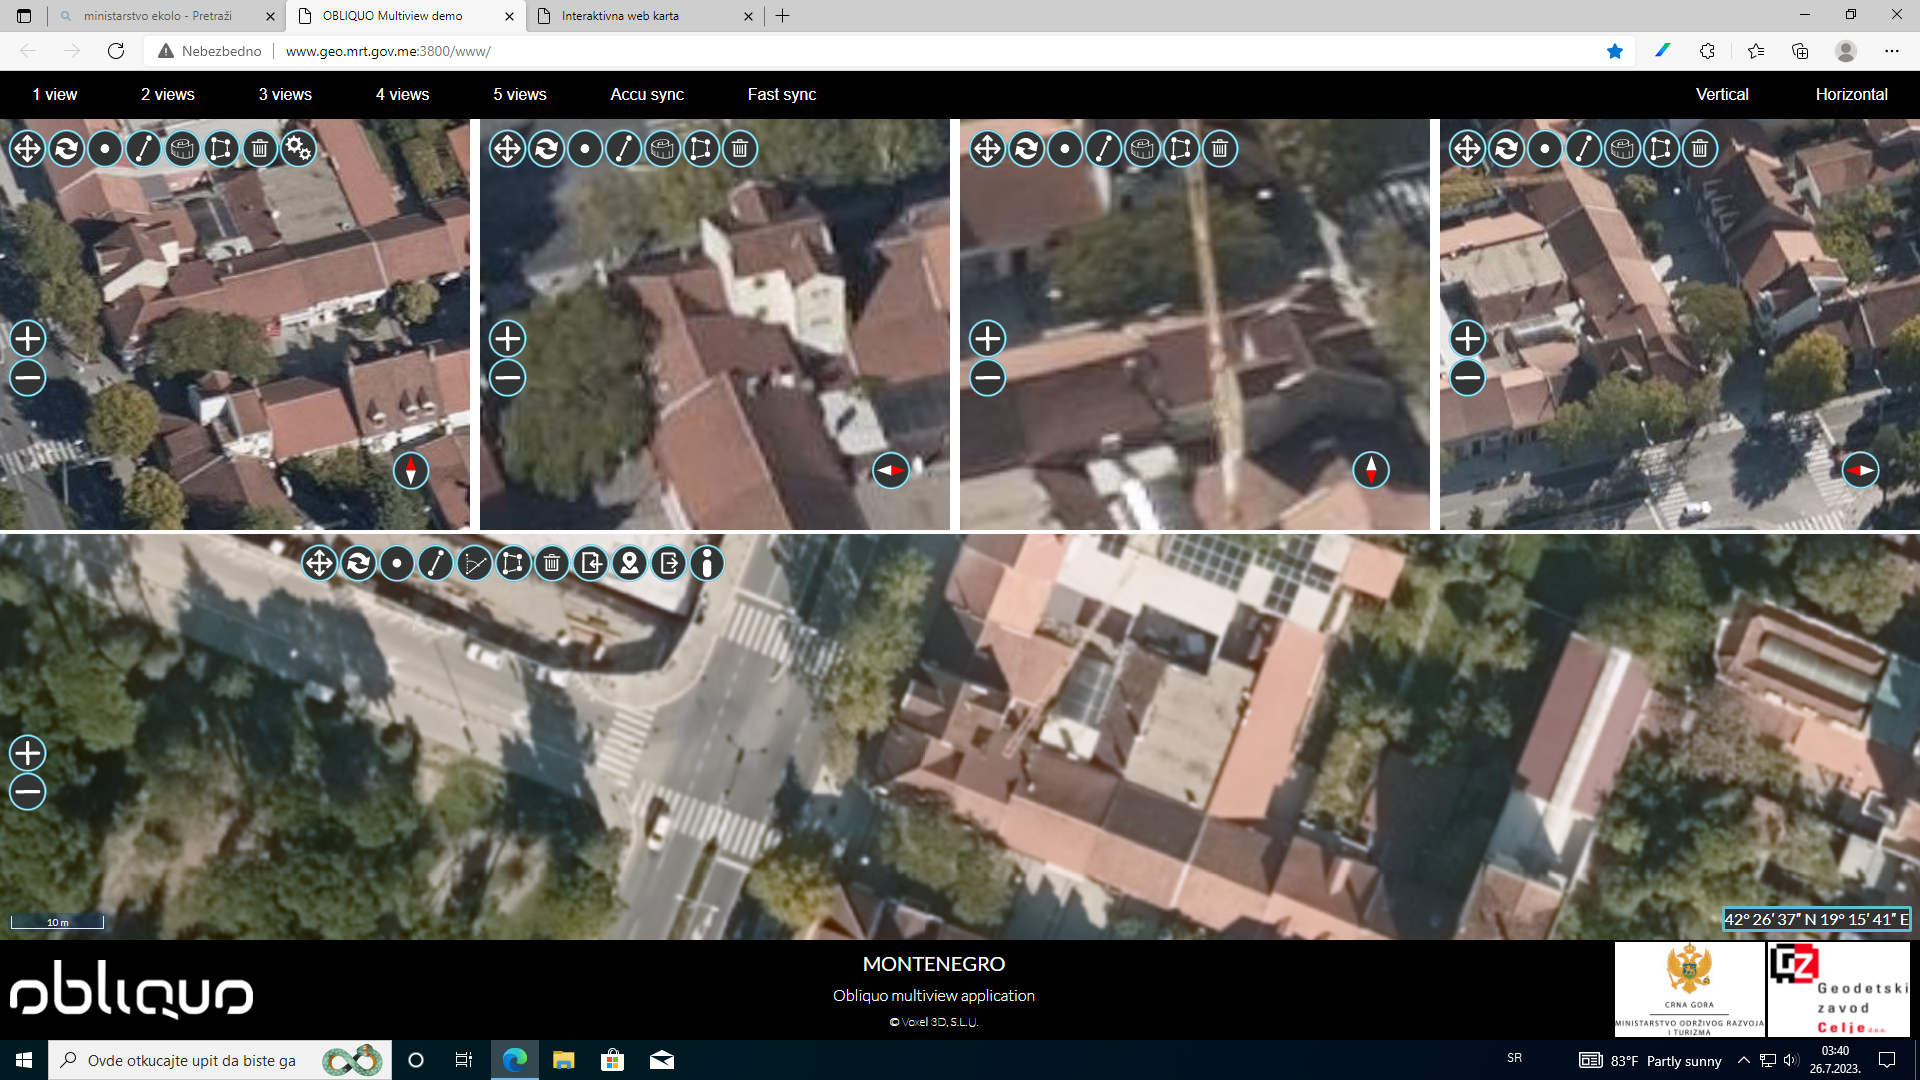 ministarstvo ekolo - Pretraži
OBLIQUO Multiview demo
Interaktivna web karta
Nebezbedno
www.geo.mrt.gov.me:3800/www/
1 view
2 views
3 views
4 views
5 views
Accu sync
Fast sync
Vertical
Horizontal
10 m
42° 26′ 37″ N 19° 15′ 41″ E
obliquo
MONTENEGRO
Obliquo multiview application
© Voxel 3D, S.L.U.
CRNA GORA
MINISTARSTVO ODRŽIVOG RAZVOJA
I TURIZMA
GZ
Geodetski
zavod
Celje d.o.o.
Ovde otkucajte upit da biste ga
SR
83°F Partly sunny
03:40
26.7.2023.